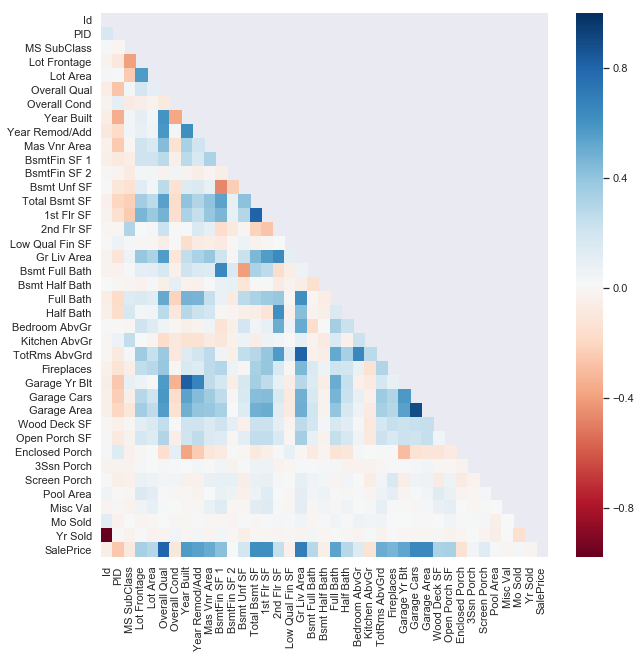 Id
PID
MS SubClass
Lot Frontage
Lot Area
Overall Qual
Overall Cond
Year Built
Year Remod/Add
Mas Vnr Area
BsmtFin SF 1
BsmtFin SF 2
Bsmt Unf SF
Total Bsmt SF
1st Flr SF
2nd Flr SF
Low Qual Fin SF
Gr Liv Area
Bsmt Full Bath
Bsmt Half Bath
Full Bath
Half Bath
Bedroom AbvGr
Kitchen AbvGr
TotRms AbvGrd
Fireplaces
Garage Yr Blt
Garage Cars
Garage Area
Wood Deck SF
Open Porch SF
Enclosed Porch
3Ssn Porch
Screen Porch
Pool Area
Misc Val
Mo Sold
Yr Sold
SalePrice
Id
PID
MS SubClass
Lot Frontage
Lot Area
Overall Qual
Overall Cond
Year Built
Year Remod/Add
Mas Vnr Area
BsmtFin SF 1
BsmtFin SF 2
Bsmt Unf SF
Total Bsmt SF
1st Flr SF
2nd Flr SF
Low Qual Fin SF
Gr Liv Area
Bsmt Full Bath
Bsmt Half Bath
Full Bath
Half Bath
Bedroom AbvGr
Kitchen AbvGr
TotRms AbvGrd
Fireplaces
Garage Yr Blt
Garage Cars
Garage Area
Wood Deck SF
Open Porch SF
Enclosed Porch
3Ssn Porch
Screen Porch
Pool Area
Misc Val
Mo Sold
Yr Sold
SalePrice
0.8
0.4
0.0
−0.4
−0.8